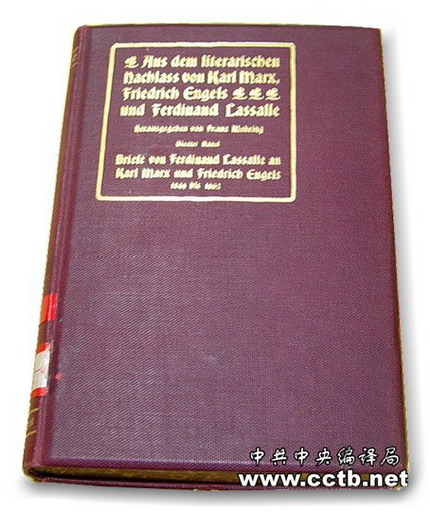 Aus dem literarischen
Nachlass von Karl Marx,
Friedrich Engels
und Ferdinand Lassalle
Herausgegeben von Franz Mehring
Vierter Band
Briefe von Ferdinand Lassalle an
Karl Marx und Friedrich Engels
1849 bis 1862
中共中央编译局
www.cctb.net